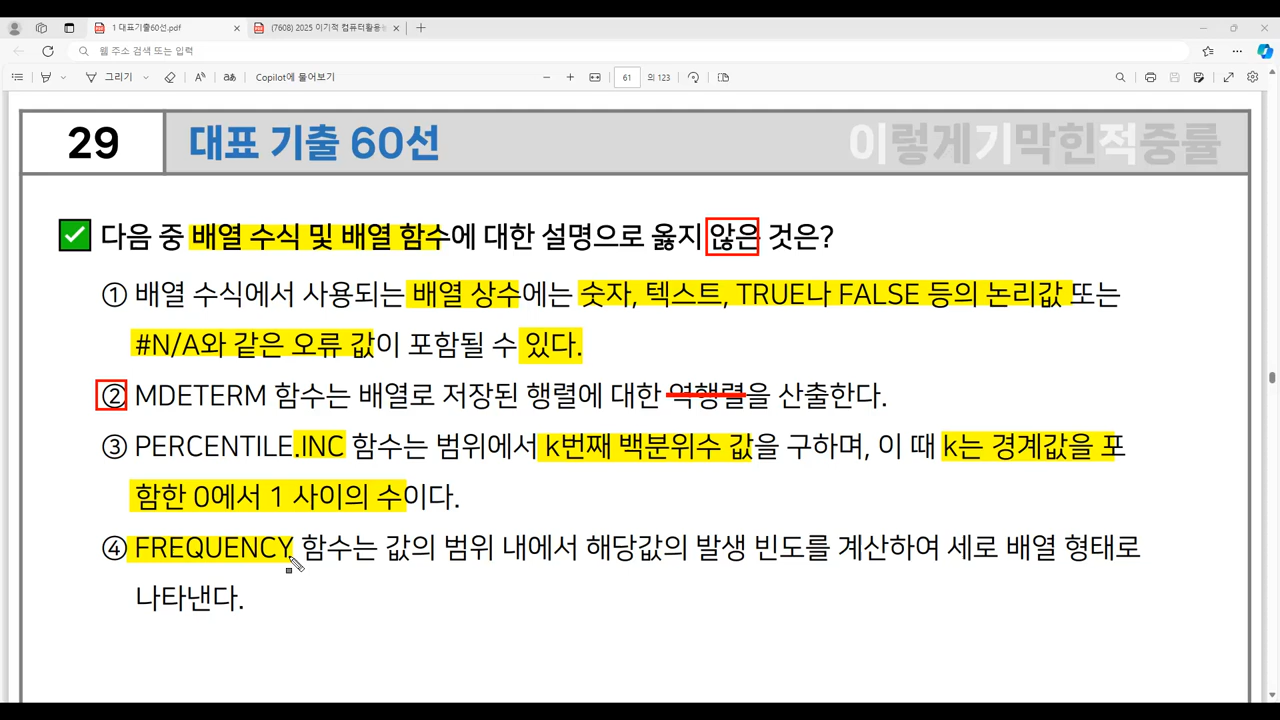 1 대표기출60선.pdf
(7608) 2025 이기적 컴퓨터활용능
웹 주소 검색 또는 입력
그리기
Copilot에 물어보기
61
의 123
29
대표 기출 60선
이렇게기막힌적중률
다음 중 배열 수식 및 배열 함수에 대한 설명으로 옳지 않은 것은?
① 배열 수식에서 사용되는 배열 상수에는 숫자, 텍스트, TRUE나 FALSE 등의 논리값 또는
#N/A와 같은 오류 값이 포함될 수 있다.
② MDETERM 함수는 배열로 저장된 행렬에 대한 역행렬을 산출한다.
③ PERCENTILE.INC 함수는 범위에서 k번째 백분위수 값을 구하며, 이 때 k는 경계값을 포
함한 0에서 1 사이의 수이다.
④ FREQUENCY 함수는 값의 범위 내에서 해당값의 발생 빈도를 계산하여 세로 배열 형태로
나타낸다.